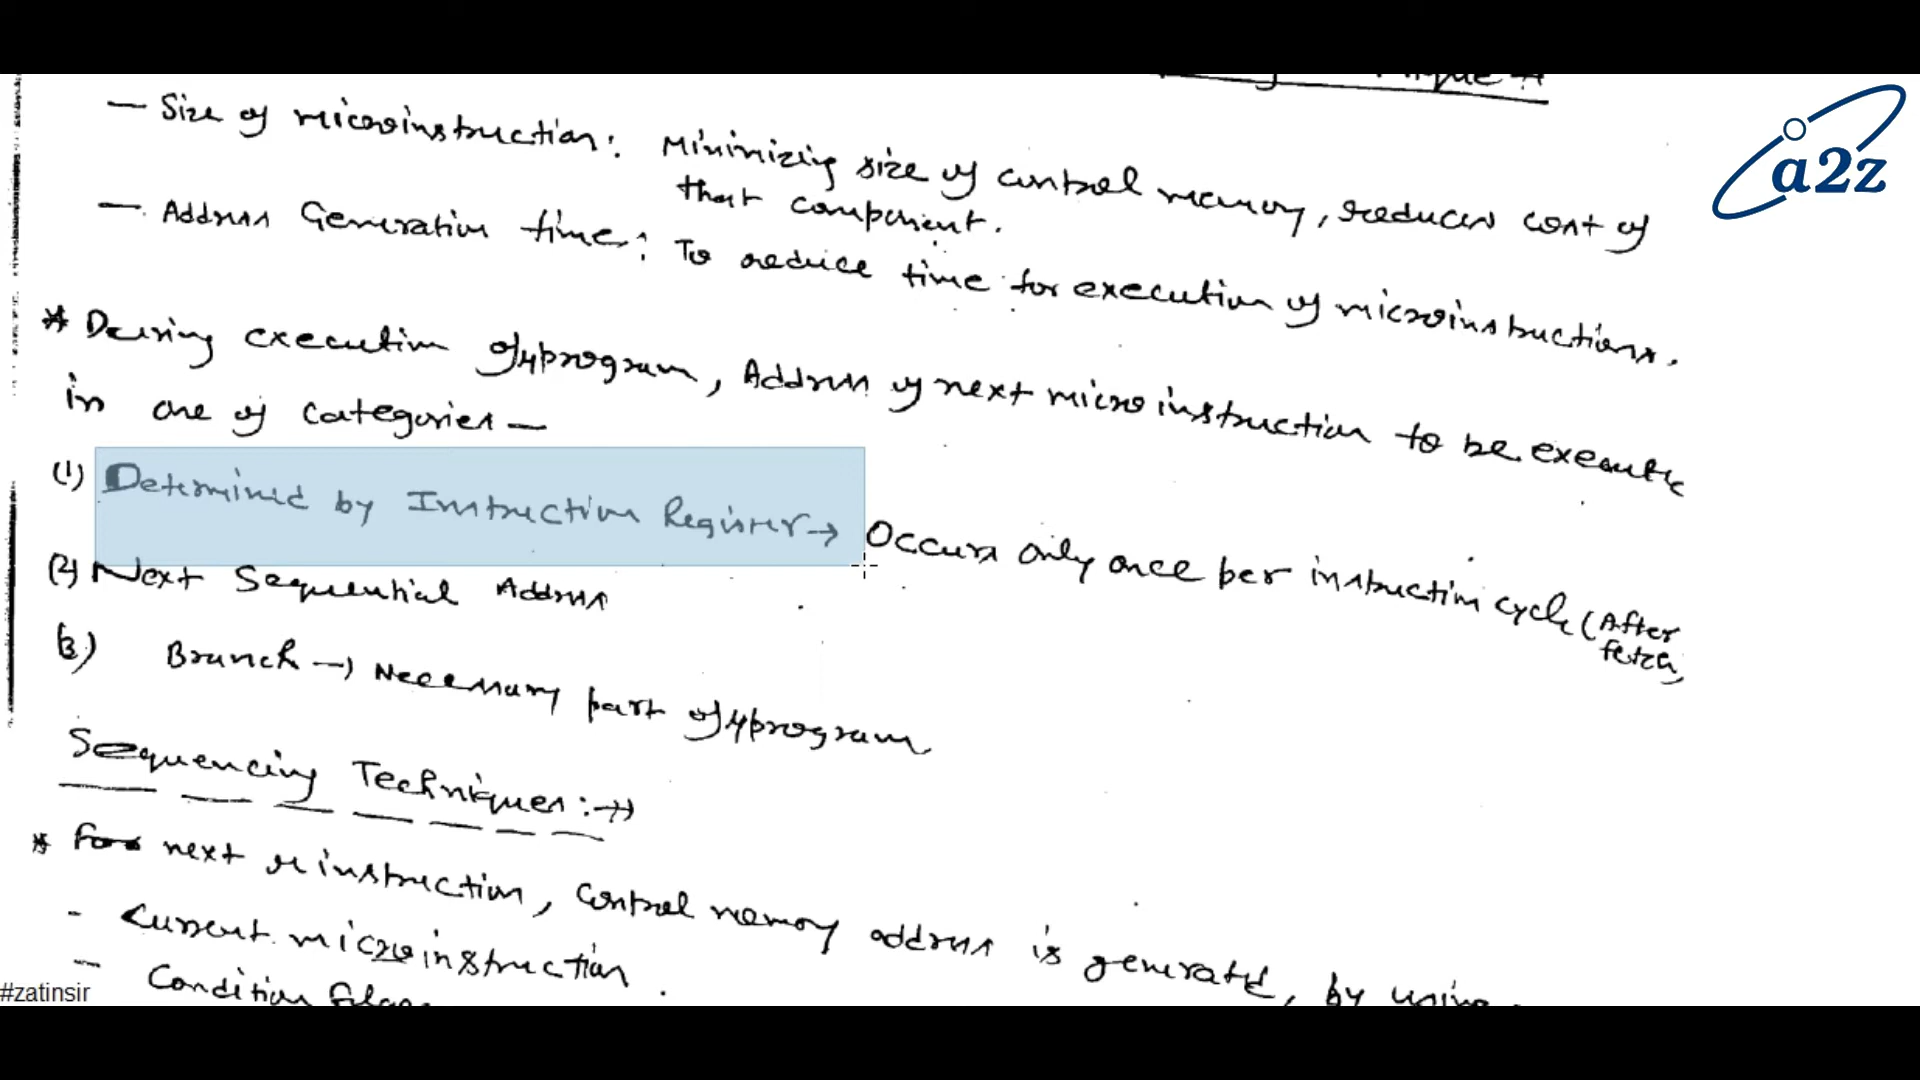 — Size of microinstruction: Minimizing size of control memory, reduces cost of
that component.
— Address Generation time: To reduce time for execution of microinstructions.
* During execution of μprogram, Address of next microinstruction to be execute
in one of categories —
(1) Determined by Instruction Register → Occurs only once per instruction cycle (After
fetch)
(2) Next Sequential Address
(3) Branch → Necessary part of μprogram
Sequencing Techniques :→
* For next μinstruction, Control memory address is generated, by using
- Current microinstruction.
- Condition flags
a2z
#zatinsir